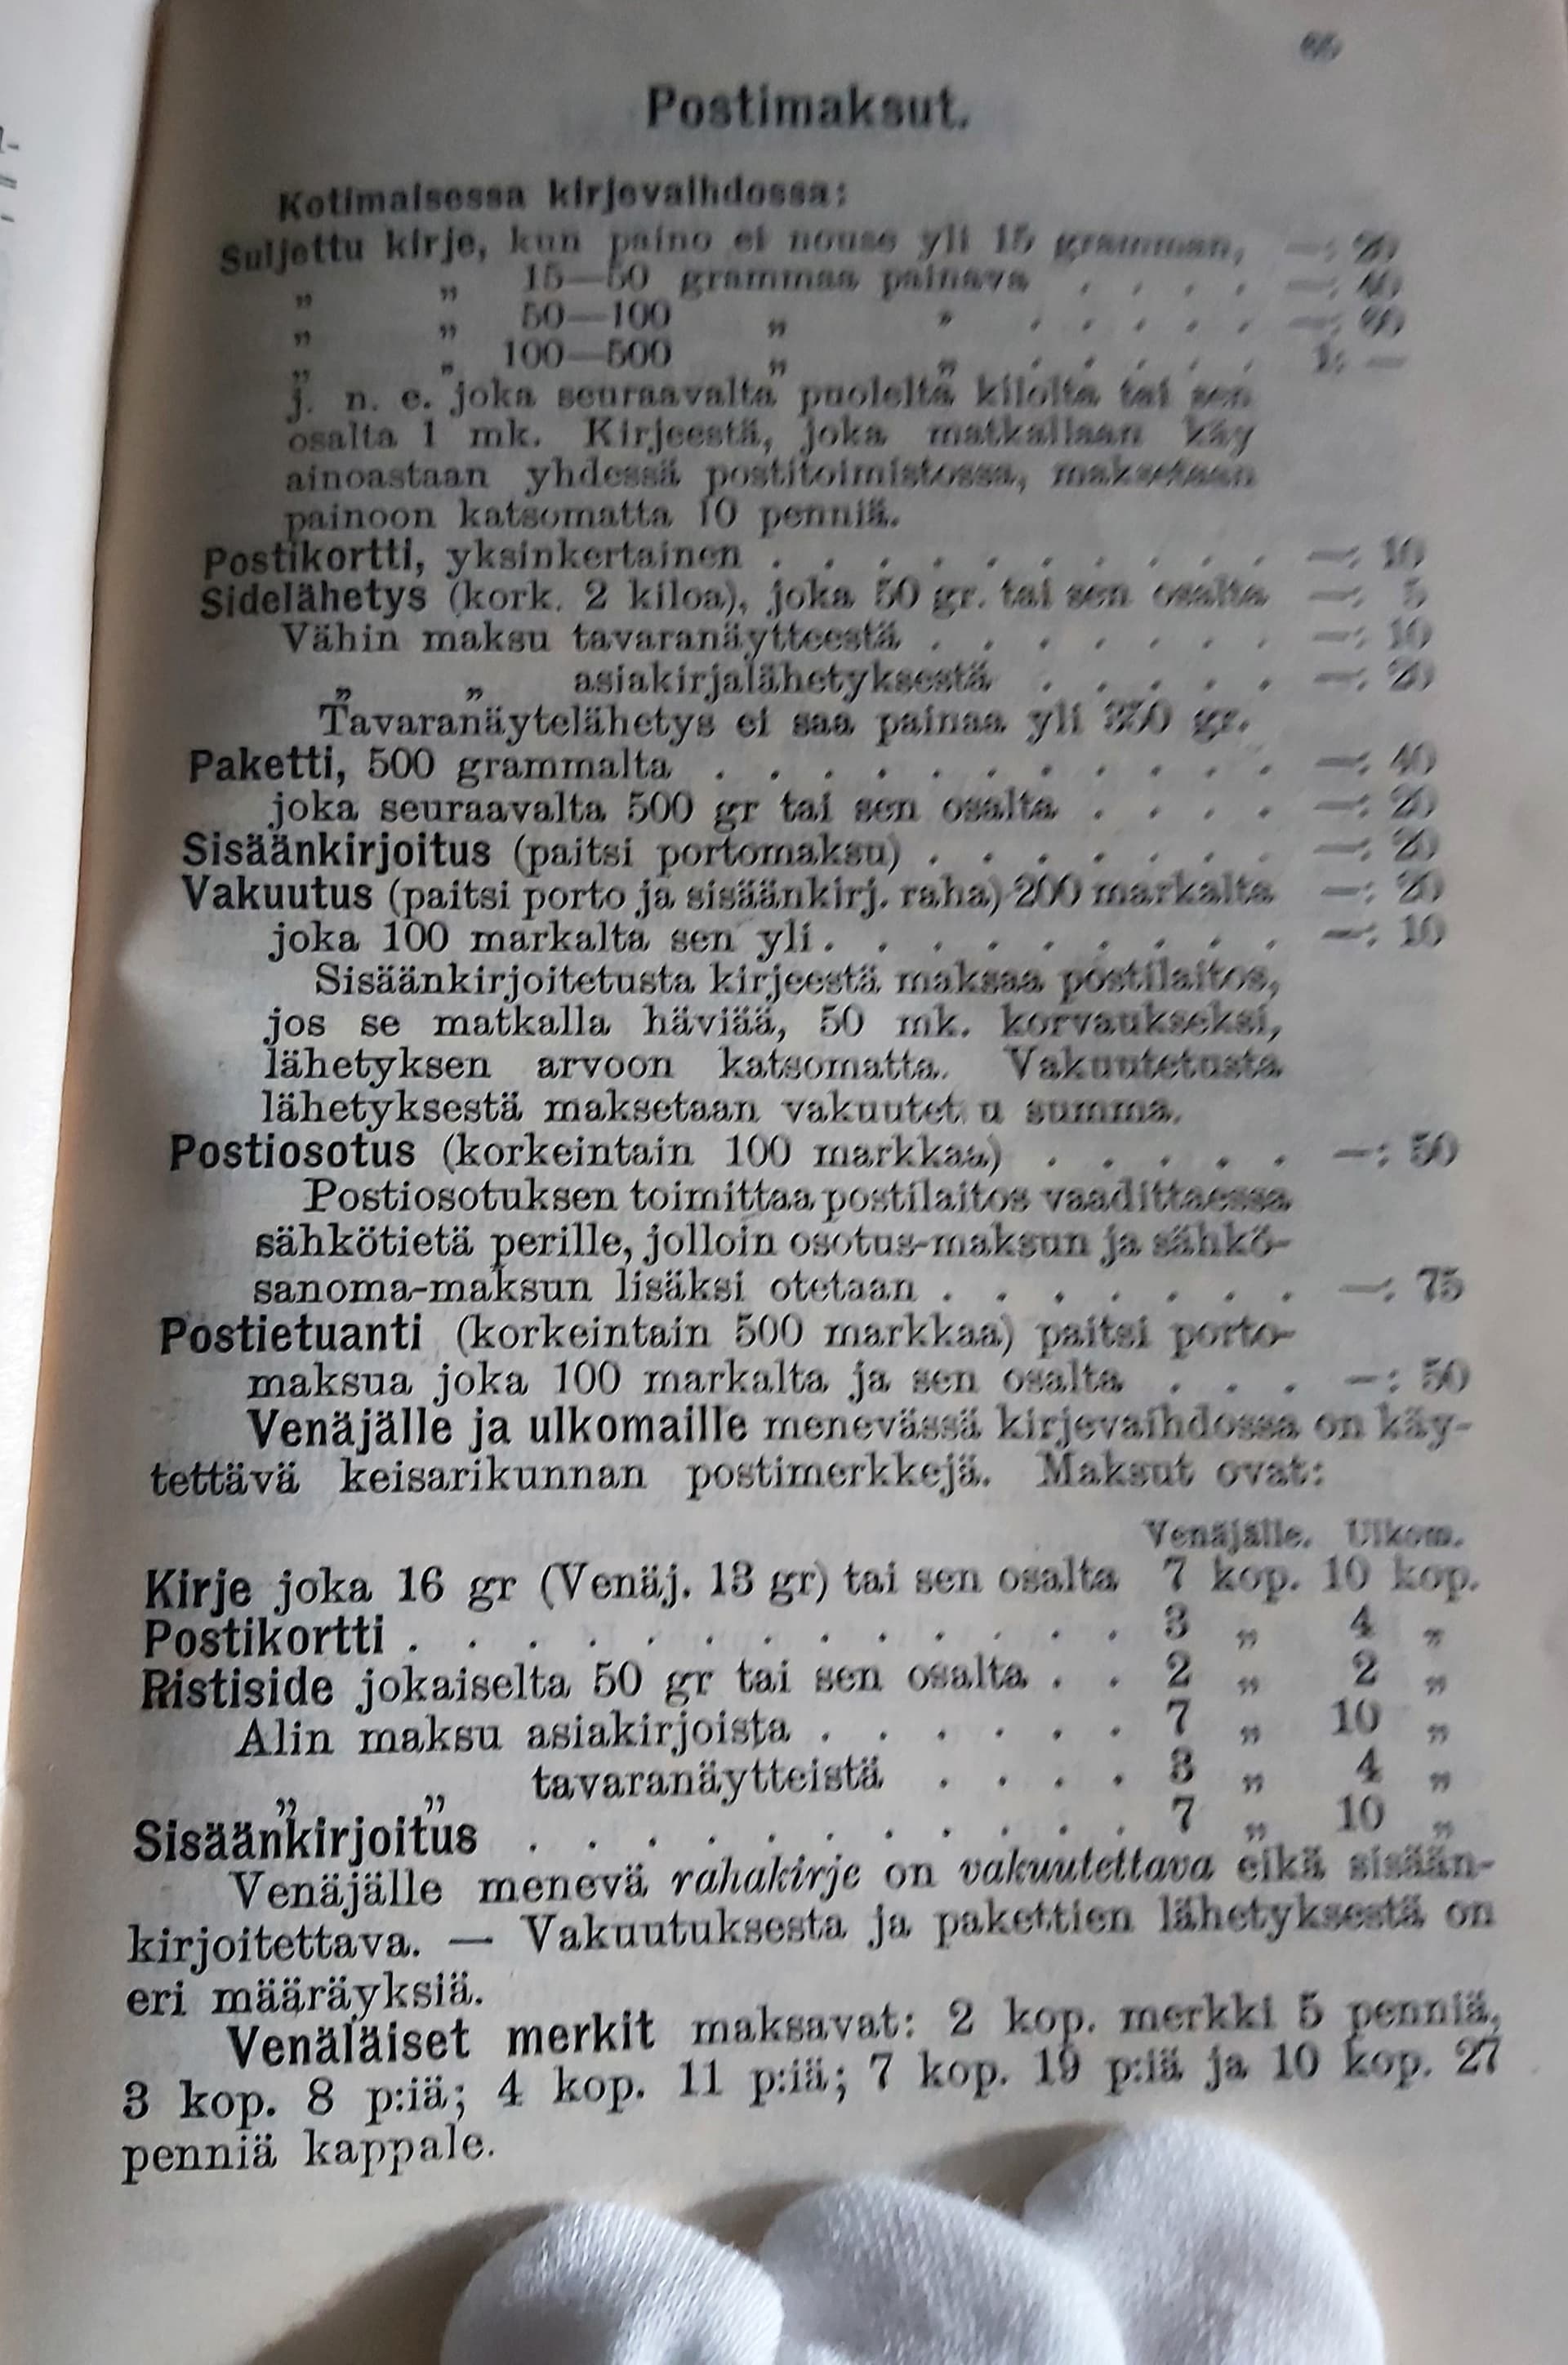 Postimaksut.
Kotimaisessa kirjevaihdossa:
Suljettu kirje, kun paino ei nouse yli 15 gramman, —: 20
„ „ 15—50 grammaa painava . . . . —: 40
„ „ 50—100 „ „ . . . . . —: 60
„ „ 100—500 „ „ . . . . . 1: —
j. n. e. joka seuraavalta puolelta kilolta tai sen
osalta 1 mk. Kirjeestä, joka matkallaan käy
ainoastaan yhdessä postitoimistossa, maksetaan
painoon katsomatta 10 penniä.
Postikortti, yksinkertainen . . . . . . . . . . —: 10
Sidelähetys (kork. 2 kiloa), joka 50 gr. tai sen osalta —: 5
Vähin maksu tavaranäytteestä . . . . . . . —: 10
„ „ asiakirjalähetyksestä . . . . . —: 20
Tavaranäytelähetys ei saa painaa yli 350 gr.
Paketti, 500 grammalta . . . . . . . . . . . —: 40
joka seuraavalta 500 gr tai sen osalta . . . . —: 20
Sisäänkirjoitus (paitsi portomaksu) . . . . . . . —: 20
Vakuutus (paitsi porto ja sisäänkirj. raha) 200 markalta —: 20
joka 100 markalta sen yli . . . . . . . . . —: 10
Sisäänkirjoitetusta kirjeestä maksaa postilaitos,
jos se matkalla häviää, 50 mk. korvaukseksi,
lähetyksen arvoon katsomatta. Vakuutetusta
lähetyksestä maksetaan vakuutet u summa.
Postiosotus (korkeintain 100 markkaa) . . . . . —: 50
Postiosotuksen toimittaa postilaitos vaadittaessa
sähkötietä perille, jolloin osotus-maksun ja sähkö-
sanoma-maksun lisäksi otetaan . . . . . . . —: 75
Postietuanti (korkeintain 500 markkaa) paitsi porto-
maksua joka 100 markalta ja sen osalta . . . —: 50
Venäjälle ja ulkomaille menevässä kirjevaihdossa on käy-
tettävä keisarikunnan postimerkkejä. Maksut ovat:
Venäjälle. Ulkom.
Kirje joka 16 gr (Venäj. 13 gr) tai sen osalta 7 kop. 10 kop.
Postikortti . . . . . . . . . . . . . 3 „ 4 „
Ristiside jokaiselta 50 gr tai sen osalta . . 2 „ 2 „
Alin maksu asiakirjoista . . . . . . 7 „ 10 „
„ „ tavaranäytteistä . . . . 3 „ 4 „
Sisäänkirjoitus . . . . . . . . . . . 7 „ 10 „
Venäjälle menevä rahakirje on vakuutettava eikä sisään-
kirjoitettava. — Vakuutuksesta ja pakettien lähetyksestä on
eri määräyksiä.
Venäläiset merkit maksavat: 2 kop. merkki 5 penniä,
3 kop. 8 p:iä; 4 kop. 11 p:iä; 7 kop. 19 p:iä ja 10 kop. 27
penniä kappale.